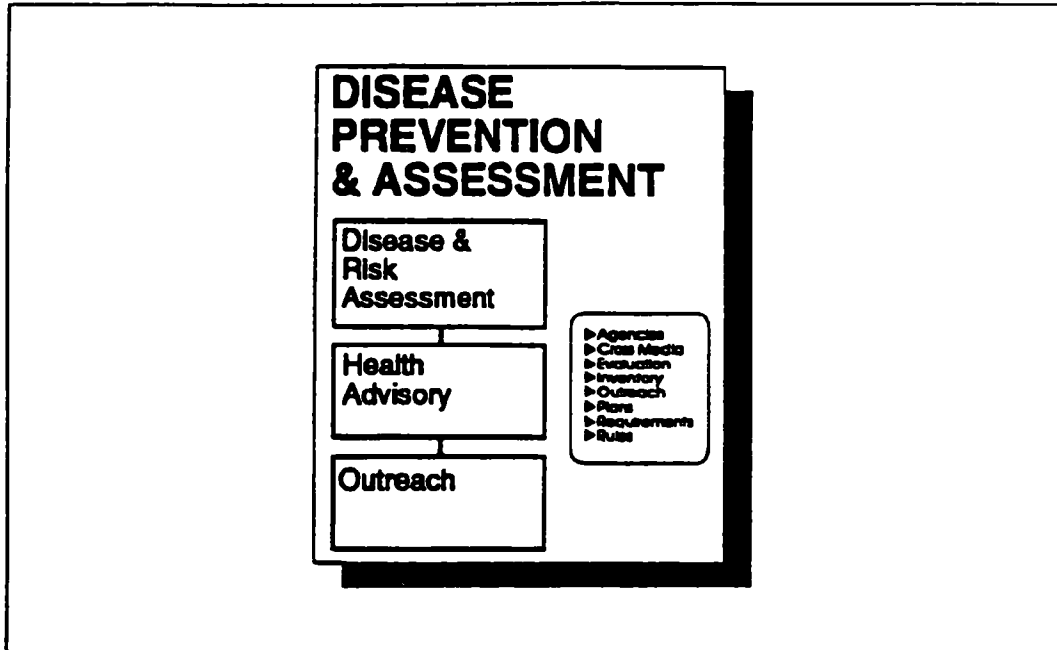 DISEASE
PREVENTION
& ASSESSMENT
Disease &
Risk
Assessment
Health
Advisory
Outreach
▶Agencies
▶Cross Media
▶Evaluation
▶Inventory
▶Outreach
▶Plans
▶Requirements
▶Rules